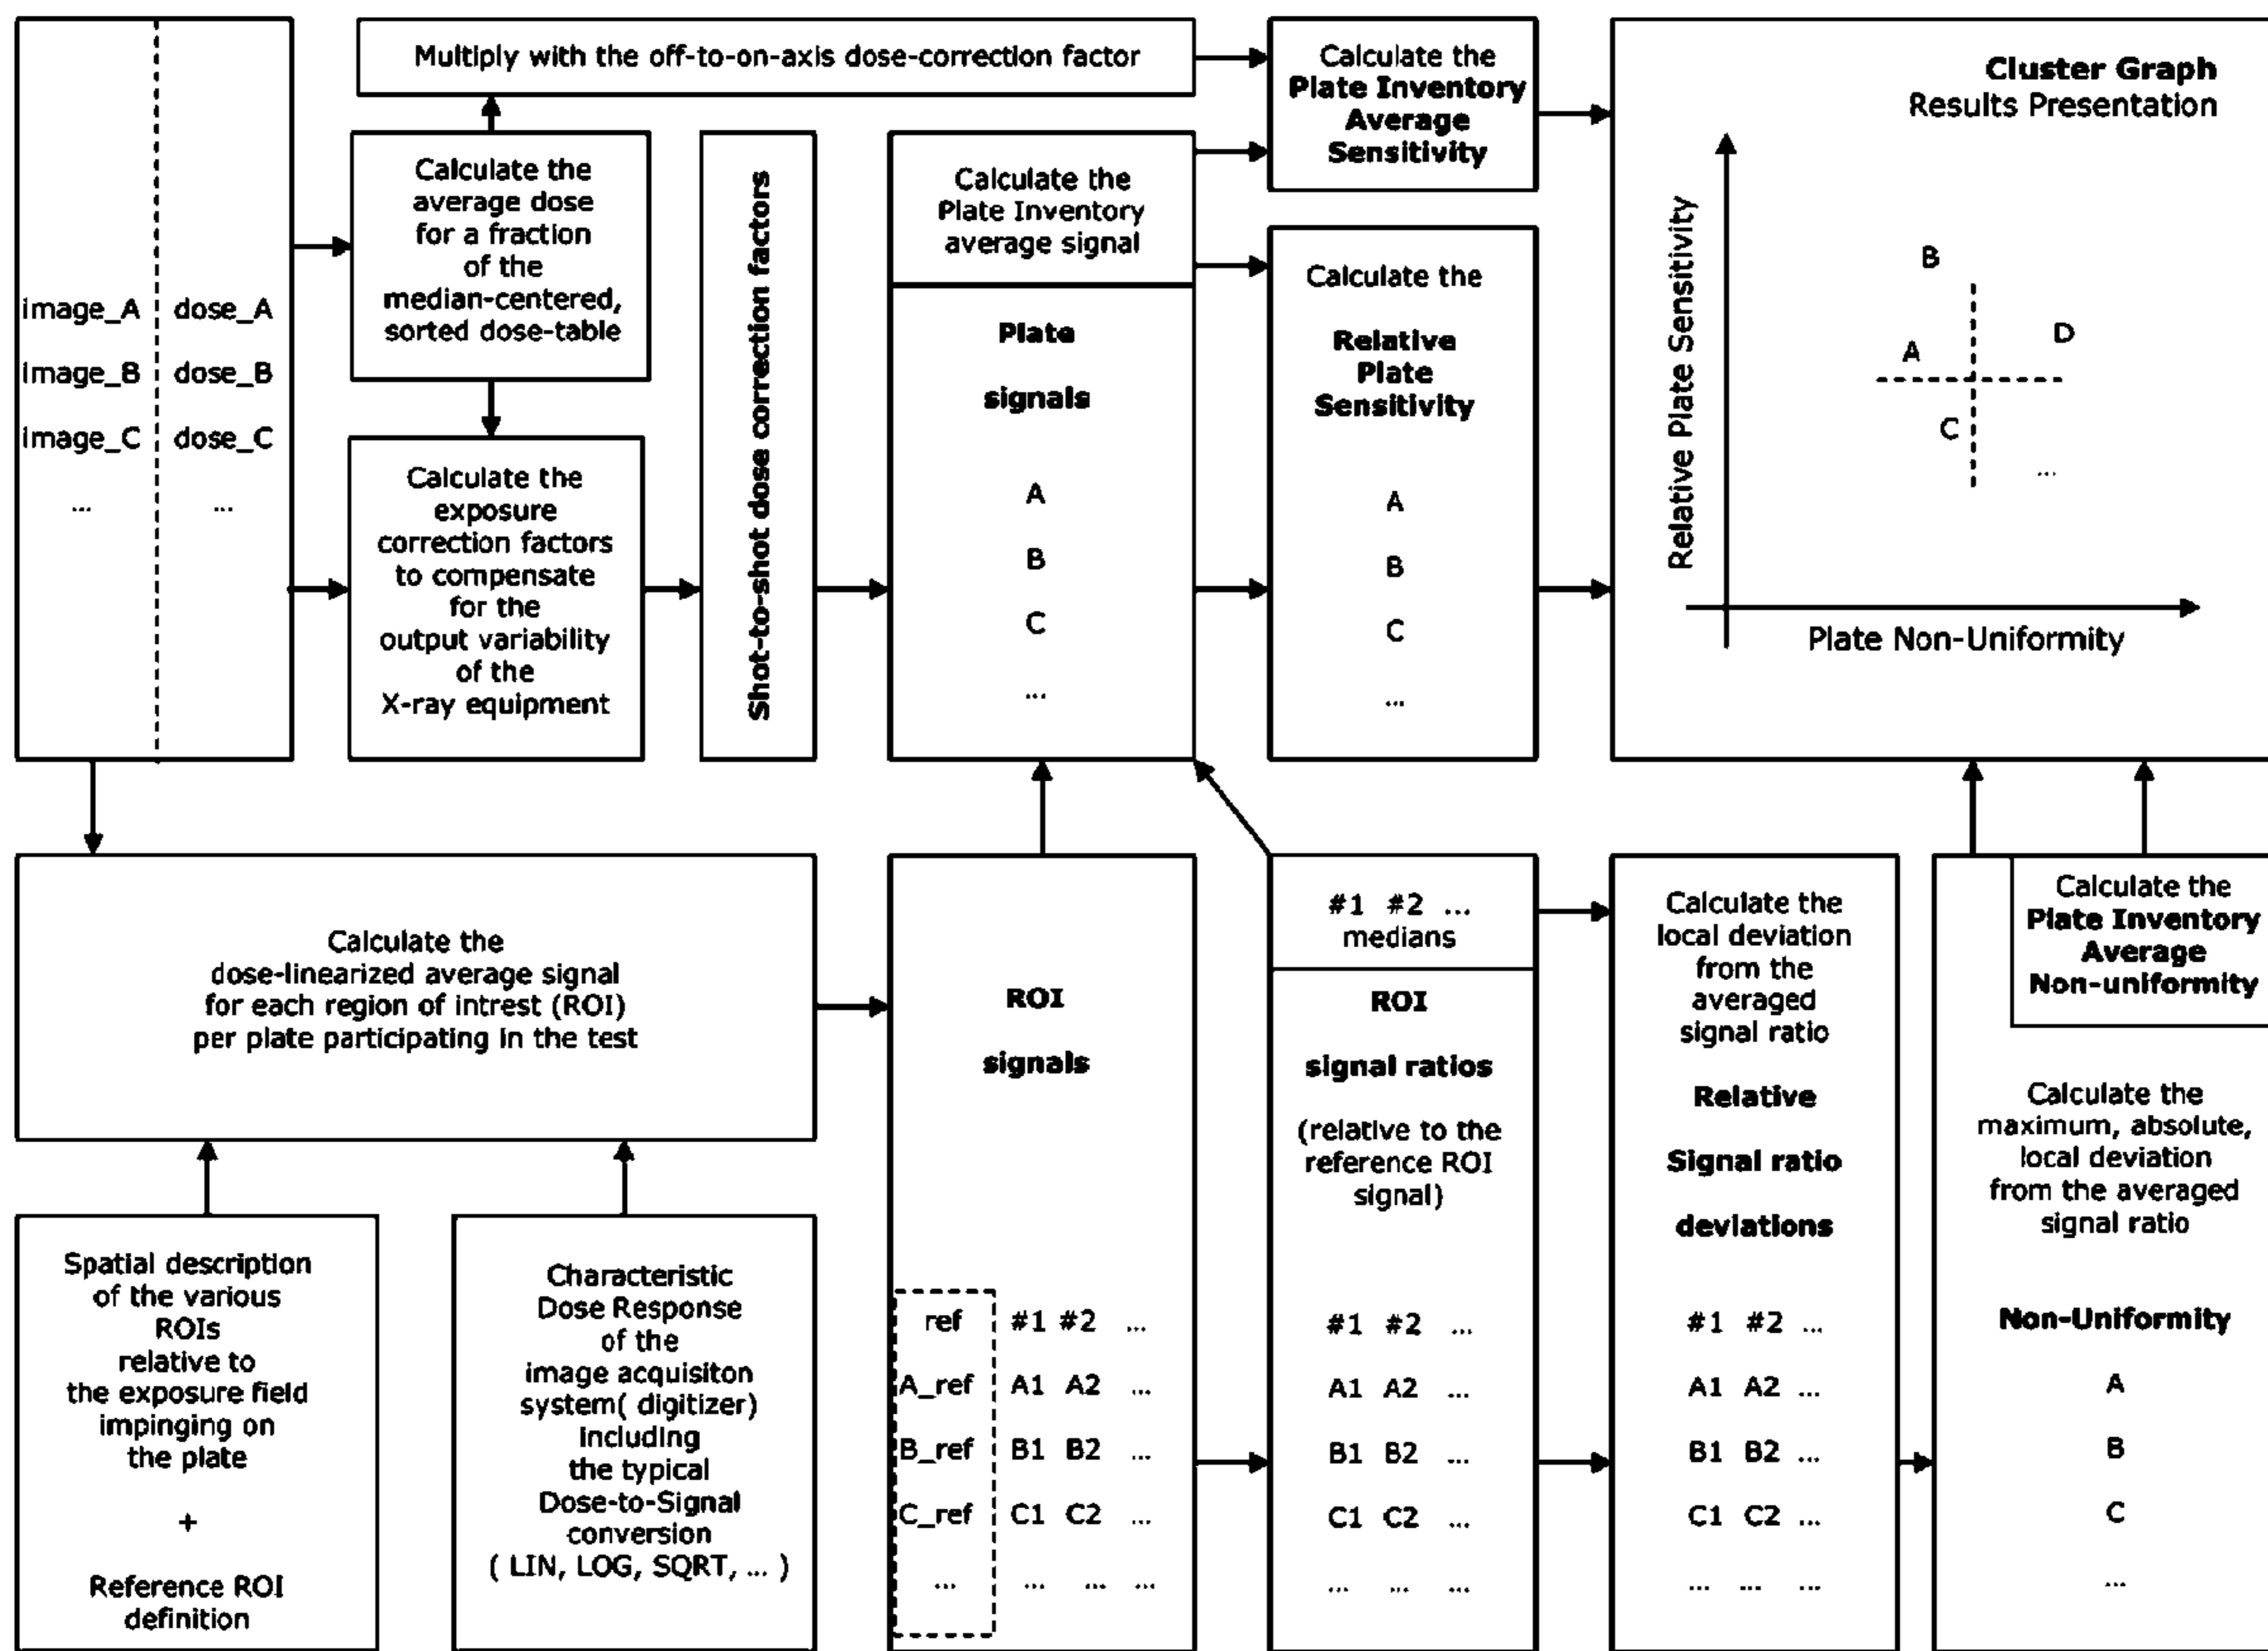 image_A dose_A
image_B dose_B
image_C dose_C
... ...
Multiply with the off-to-on-axis dose-correction factor
Calculate the
average dose
for a fraction
of the
median-centered,
sorted dose-table
Calculate the
exposure
correction factors
to compensate
for the
output variability
of the
X-ray equipment
Shot-to-shot dose correction factors
Calculate the
Plate Inventory
average signal
Plate
signals
A
B
C
...
Calculate the
Plate Inventory
Average
Sensitivity
Calculate the
Relative
Plate
Sensitivity
A
B
C
...
Cluster Graph
Results Presentation
Relative Plate Sensitivity
B
A
D
C
...
Plate Non-Uniformity
Calculate the
dose-linearized average signal
for each region of intrest (ROI)
per plate participating in the test
Spatial description
of the various
ROIs
relative to
the exposure field
impinging on
the plate
+
Reference ROI
definition
Characteristic
Dose Response
of the
image acquisiton
system( digitizer)
including
the typical
Dose-to-Signal
conversion
( LIN, LOG, SQRT, ... )
ROI
signals
ref #1 #2 ...
A_ref A1 A2 ...
B_ref B1 B2 ...
C_ref C1 C2 ...
... ... ... ...
#1 #2 ...
medians
ROI
signal ratios
(relative to the
reference ROI
signal)
#1 #2 ...
A1 A2 ...
B1 B2 ...
C1 C2 ...
... ... ...
Calculate the
local deviation
from the
averaged
signal ratio
Relative
Signal ratio
deviations
#1 #2 ...
A1 A2 ...
B1 B2 ...
C1 C2 ...
... ... ...
Calculate the
Plate Inventory
Average
Non-uniformity
Calculate the
maximum, absolute,
local deviation
from the averaged
signal ratio
Non-Uniformity
A
B
C
...